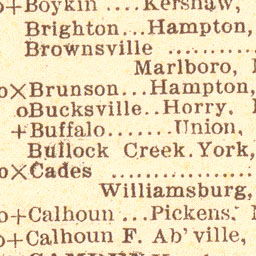 o+Boykin ....Kershaw,
Brighton...Hampton,
Brownsville ........
Marlboro,
o×Brunson...Hampton,
oBucksville..Horry.
+Buffalo.......Union,
Bullock Creek.York,
o×Cades ..............
Williamsburg,
o+Calhoun ...Pickens,
o+Calhoun F. Ab'ville,